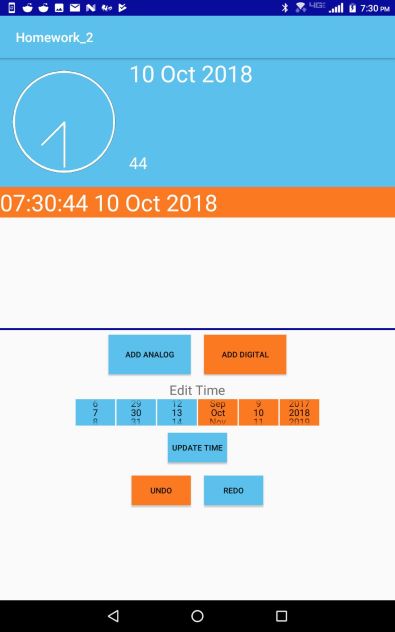 4G 7:30 PM
Homework_2
10 Oct 2018
44
07:30:44 10 Oct 2018
ADD ANALOG ADD DIGITAL
Edit Time
6 29 12 Sep 9 2017
7 30 13 Oct 10 2018
8 31 14 Nov 11 2019
UPDATE TIME
UNDO REDO